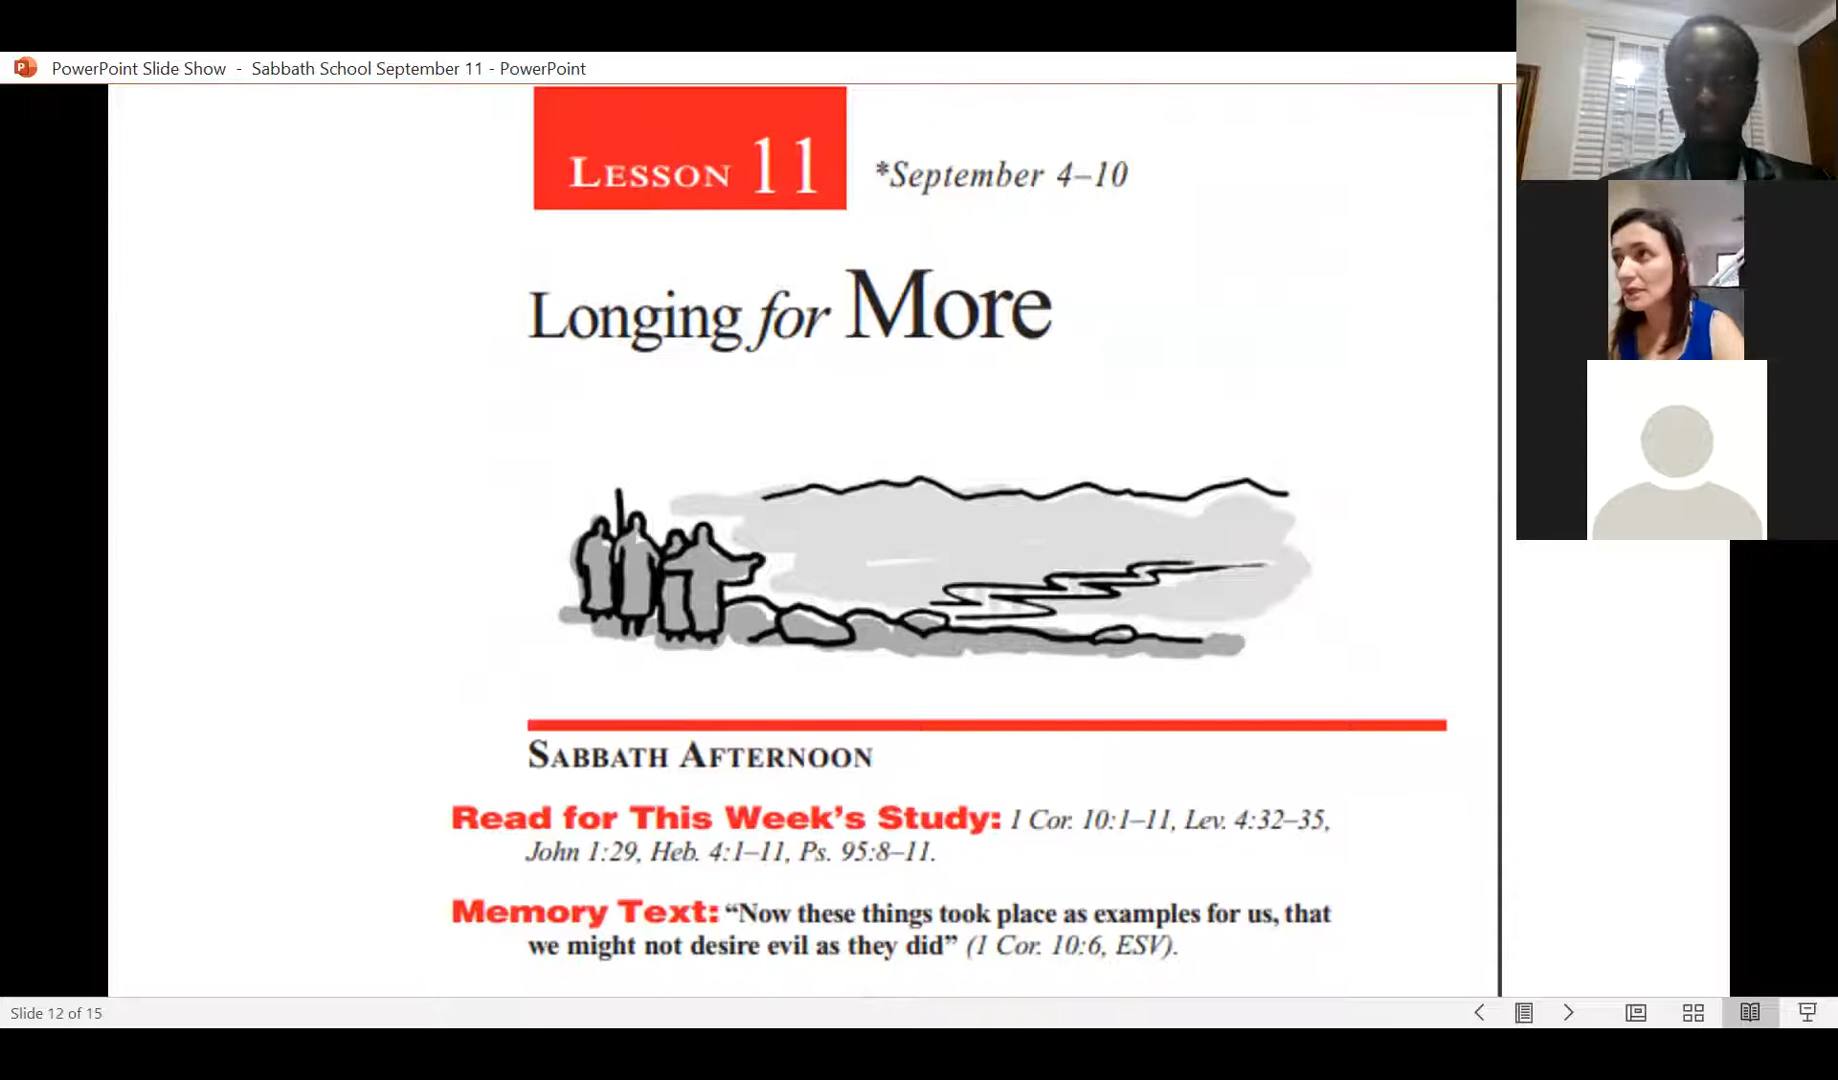 PowerPoint Slide Show - Sabbath School September 11 - PowerPoint
LESSON 11
*September 4–10
Longing for More
SABBATH AFTERNOON
Read for This Week's Study: 1 Cor. 10:1–11, Lev. 4:32–35,
John 1:29, Heb. 4:1–11, Ps. 95:8–11.
Memory Text: “Now these things took place as examples for us, that
we might not desire evil as they did” (1 Cor. 10:6, ESV).
Slide 12 of 15